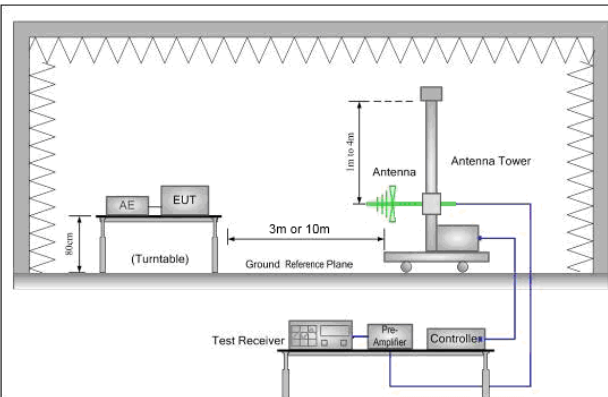 1m to 4m
Antenna
Antenna Tower
AE
EUT
80cm
(Turntable)
3m or 10m
Ground Reference Plane
Test Receiver
Pre-
Amplifier
Controller